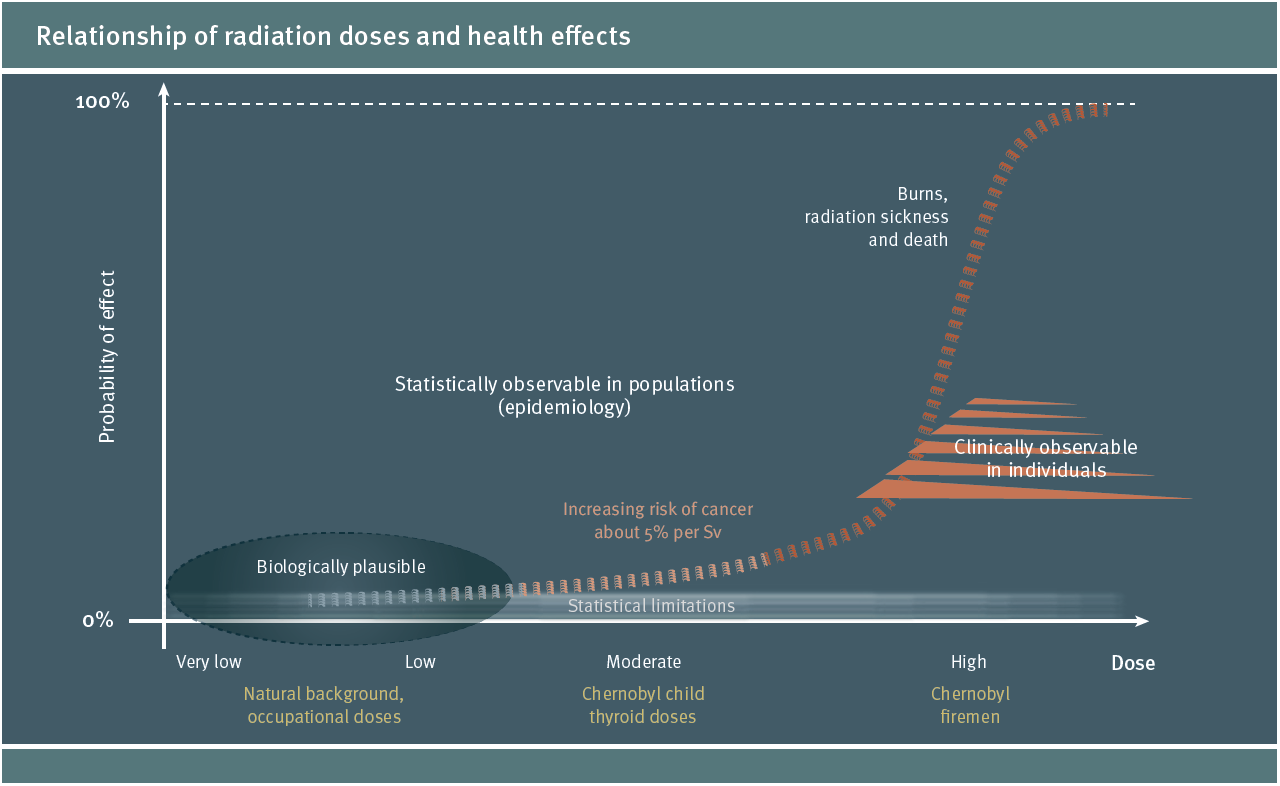 Relationship of radiation doses and health effects
100%
Burns,
radiation sickness
and death
Probability of effect
Statistically observable in populations
(epidemiology)
Clinically observable
in individuals
Increasing risk of cancer
about 5% per Sv
Biologically plausible
Statistical limitations
0%
Very low
Low
Moderate
High
Dose
Natural background,
occupational doses
Chernobyl child
thyroid doses
Chernobyl
firemen